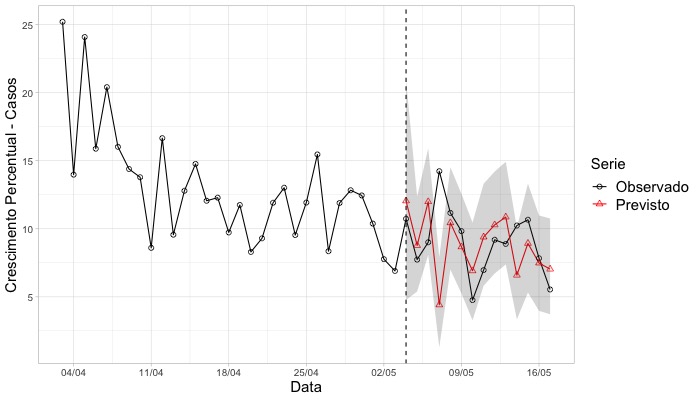 25
20
15
10
5
Crescimento Percentual - Casos
04/04
11/04
18/04
25/04
02/05
09/05
16/05
Data
Serie
Observado
Previsto